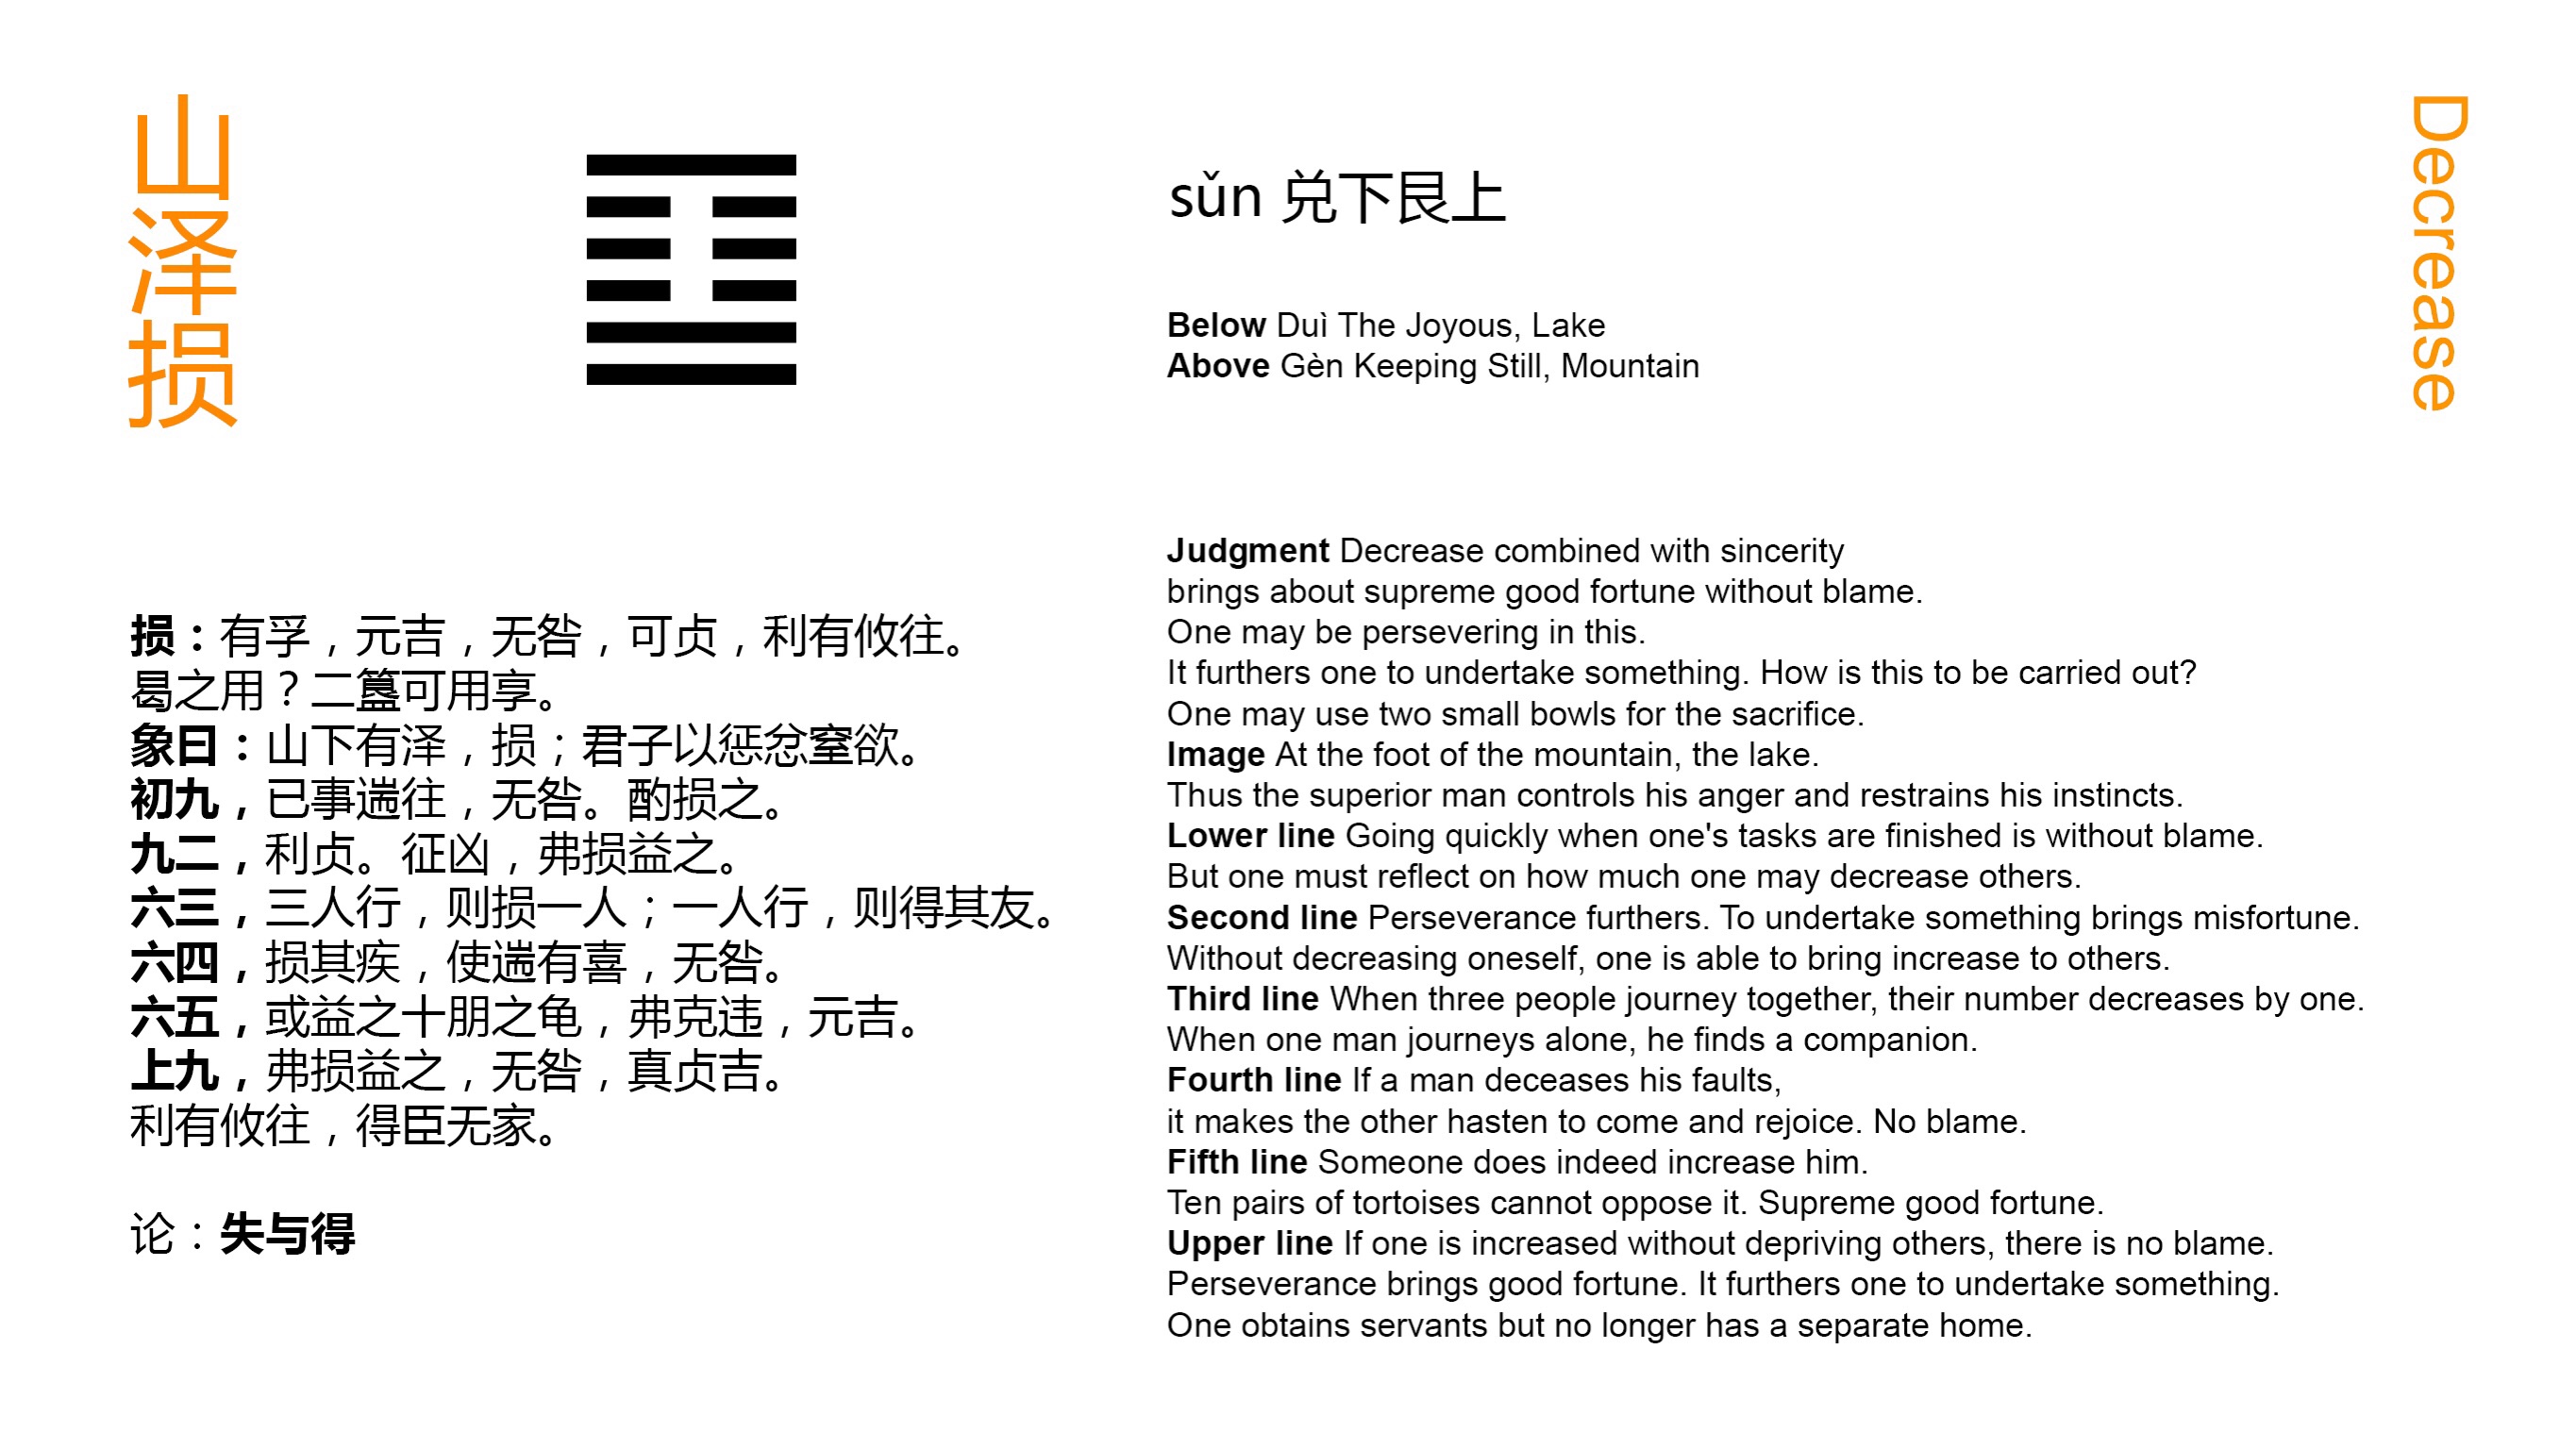 山泽损
sǔn 兑下艮上
Decrease
Below Duì The Joyous, Lake
Above Gèn Keeping Still, Mountain
损：有孚，元吉，无咎，可贞，利有攸往。
曷之用？二簋可用享。
象曰：山下有泽，损；君子以惩忿窒欲。
初九，已事遄往，无咎。酌损之。
九二，利贞。征凶，弗损益之。
六三，三人行，则损一人；一人行，则得其友。
六四，损其疾，使遄有喜，无咎。
六五，或益之十朋之龟，弗克违，元吉。
上九，弗损益之，无咎，真贞吉。
利有攸往，得臣无家。
论：失与得
Judgment Decrease combined with sincerity
brings about supreme good fortune without blame.
One may be persevering in this.
It furthers one to undertake something. How is this to be carried out?
One may use two small bowls for the sacrifice.
Image At the foot of the mountain, the lake.
Thus the superior man controls his anger and restrains his instincts.
Lower line Going quickly when one's tasks are finished is without blame.
But one must reflect on how much one may decrease others.
Second line Perseverance furthers. To undertake something brings misfortune.
Without decreasing oneself, one is able to bring increase to others.
Third line When three people journey together, their number decreases by one.
When one man journeys alone, he finds a companion.
Fourth line If a man deceases his faults,
it makes the other hasten to come and rejoice. No blame.
Fifth line Someone does indeed increase him.
Ten pairs of tortoises cannot oppose it. Supreme good fortune.
Upper line If one is increased without depriving others, there is no blame.
Perseverance brings good fortune. It furthers one to undertake something.
One obtains servants but no longer has a separate home.